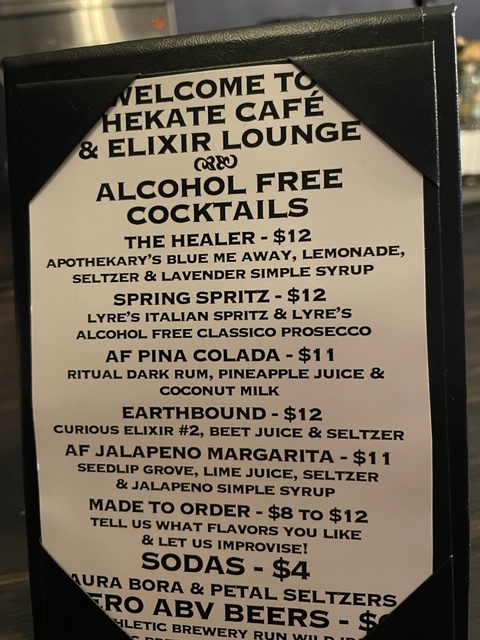 WELCOME TO
HEKATE CAFÉ
& ELIXIR LOUNGE
ALCOHOL FREE
COCKTAILS
THE HEALER - $12
APOTHEKARY'S BLUE ME AWAY, LEMONADE,
SELTZER & LAVENDER SIMPLE SYRUP
SPRING SPRITZ - $12
LYRE'S ITALIAN SPRITZ & LYRE'S
ALCOHOL FREE CLASSICO PROSECCO
AF PINA COLADA - $11
RITUAL DARK RUM, PINEAPPLE JUICE &
COCONUT MILK
EARTHBOUND - $12
CURIOUS ELIXIR #2, BEET JUICE & SELTZER
AF JALAPENO MARGARITA - $11
SEEDLIP GROVE, LIME JUICE, SELTZER
& JALAPENO SIMPLE SYRUP
MADE TO ORDER - $8 TO $12
TELL US WHAT FLAVORS YOU LIKE
& LET US IMPROVISE!
SODAS - $4
AURA BORA & PETAL SELTZERS
ERO ABV BEERS - $
HLETIC BREWERY RUN WILD